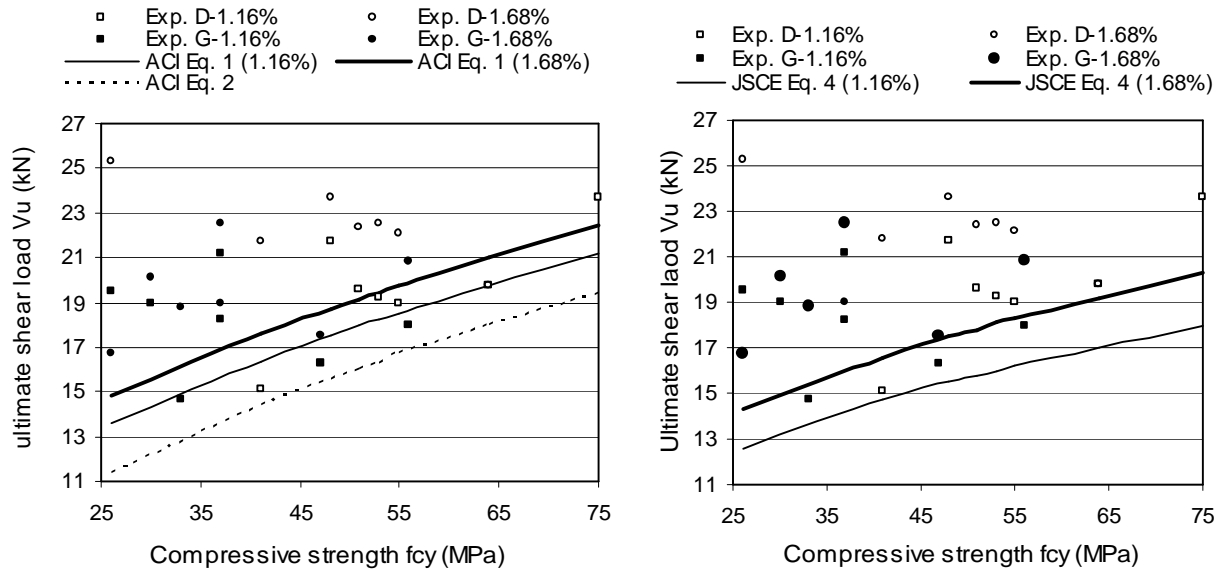 Exp. D-1.16% Exp. D-1.68%
Exp. G-1.16% Exp. G-1.68%
ACI Eq. 1 (1.16%) ACI Eq. 1 (1.68%)
ACI Eq. 2
ultimate shear load Vu (kN)
27
25
23
21
19
17
15
13
11
25 35 45 55 65 75
Compressive strength fcy (MPa)
Exp. D-1.16% Exp. D-1.68%
Exp. G-1.16% Exp. G-1.68%
JSCE Eq. 4 (1.16%) JSCE Eq. 4 (1.68%)
Ultimate shear laod Vu (kN)
27
25
23
21
19
17
15
13
11
25 35 45 55 65 75
Compressive strength fcy (MPa)